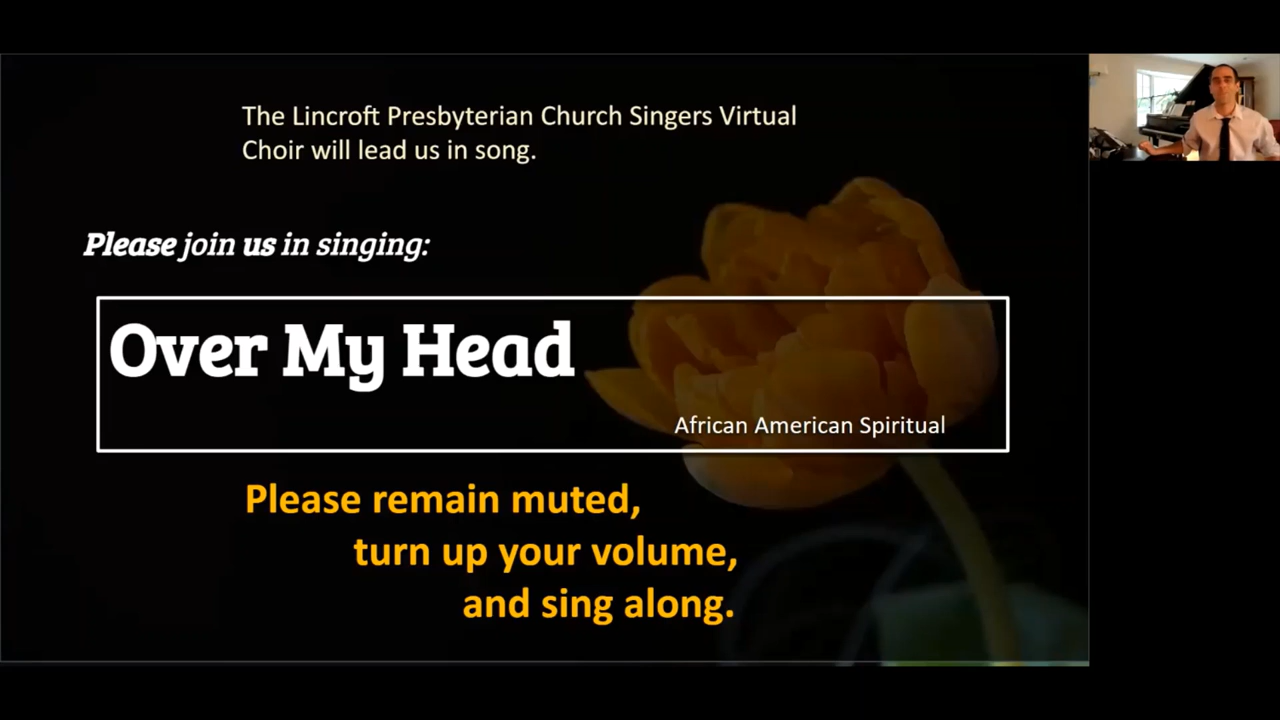 The Lincroft Presbyterian Church Singers Virtual
Choir will lead us in song.
Please join us in singing:
Over My Head
African American Spiritual
Please remain muted,
turn up your volume,
and sing along.